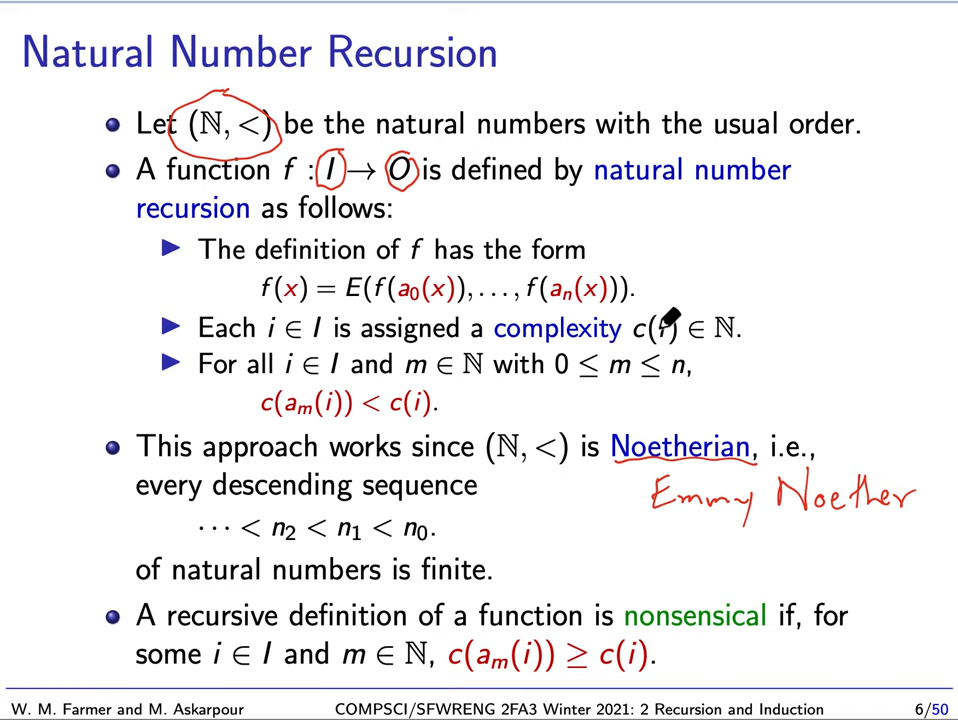 Natural Number Recursion
Let (ℕ, <) be the natural numbers with the usual order.
A function f : I → O is defined by natural number
recursion as follows:
The definition of f has the form
f(x) = E(f(a₀(x)), . . . , f(aₙ(x))).
Each i ∈ I is assigned a complexity c(i) ∈ ℕ.
For all i ∈ I and m ∈ ℕ with 0 ≤ m ≤ n,
c(aₘ(i)) < c(i).
This approach works since (ℕ, <) is Noetherian, i.e.,
every descending sequence
Emmy Noether
· · · < n₂ < n₁ < n₀.
of natural numbers is finite.
A recursive definition of a function is nonsensical if, for
some i ∈ I and m ∈ ℕ, c(aₘ(i)) ≥ c(i).
W. M. Farmer and M. Askarpour COMPSCI/SFWRENG 2FA3 Winter 2021: 2 Recursion and Induction 6/50